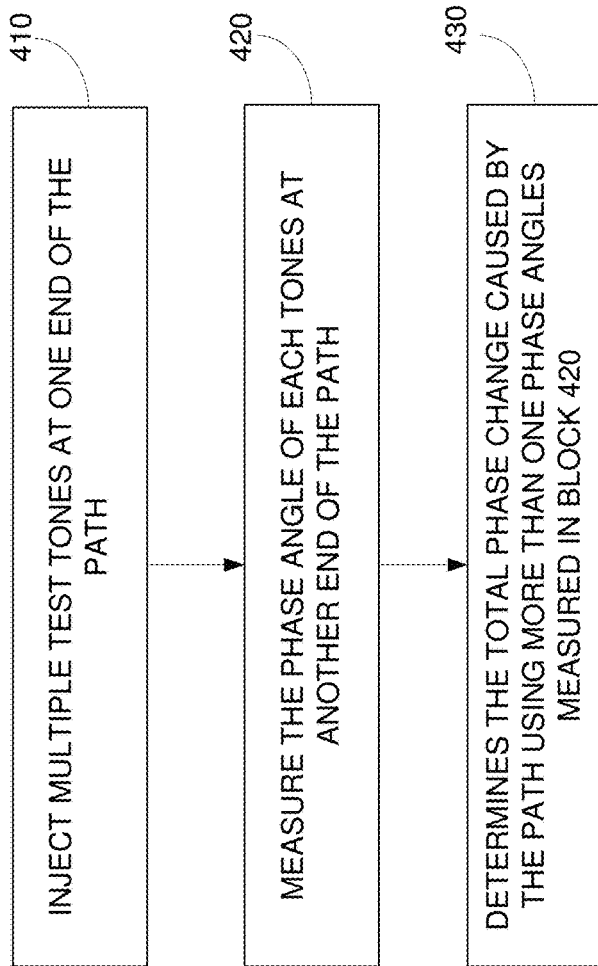 410
INJECT MULTIPLE TEST TONES AT ONE END OF THE
PATH
420
MEASURE THE PHASE ANGLE OF EACH TONES AT
ANOTHER END OF THE PATH
430
DETERMINES THE TOTAL PHASE CHANGE CAUSED BY
THE PATH USING MORE THAN ONE PHASE ANGLES
MEASURED IN BLOCK 420